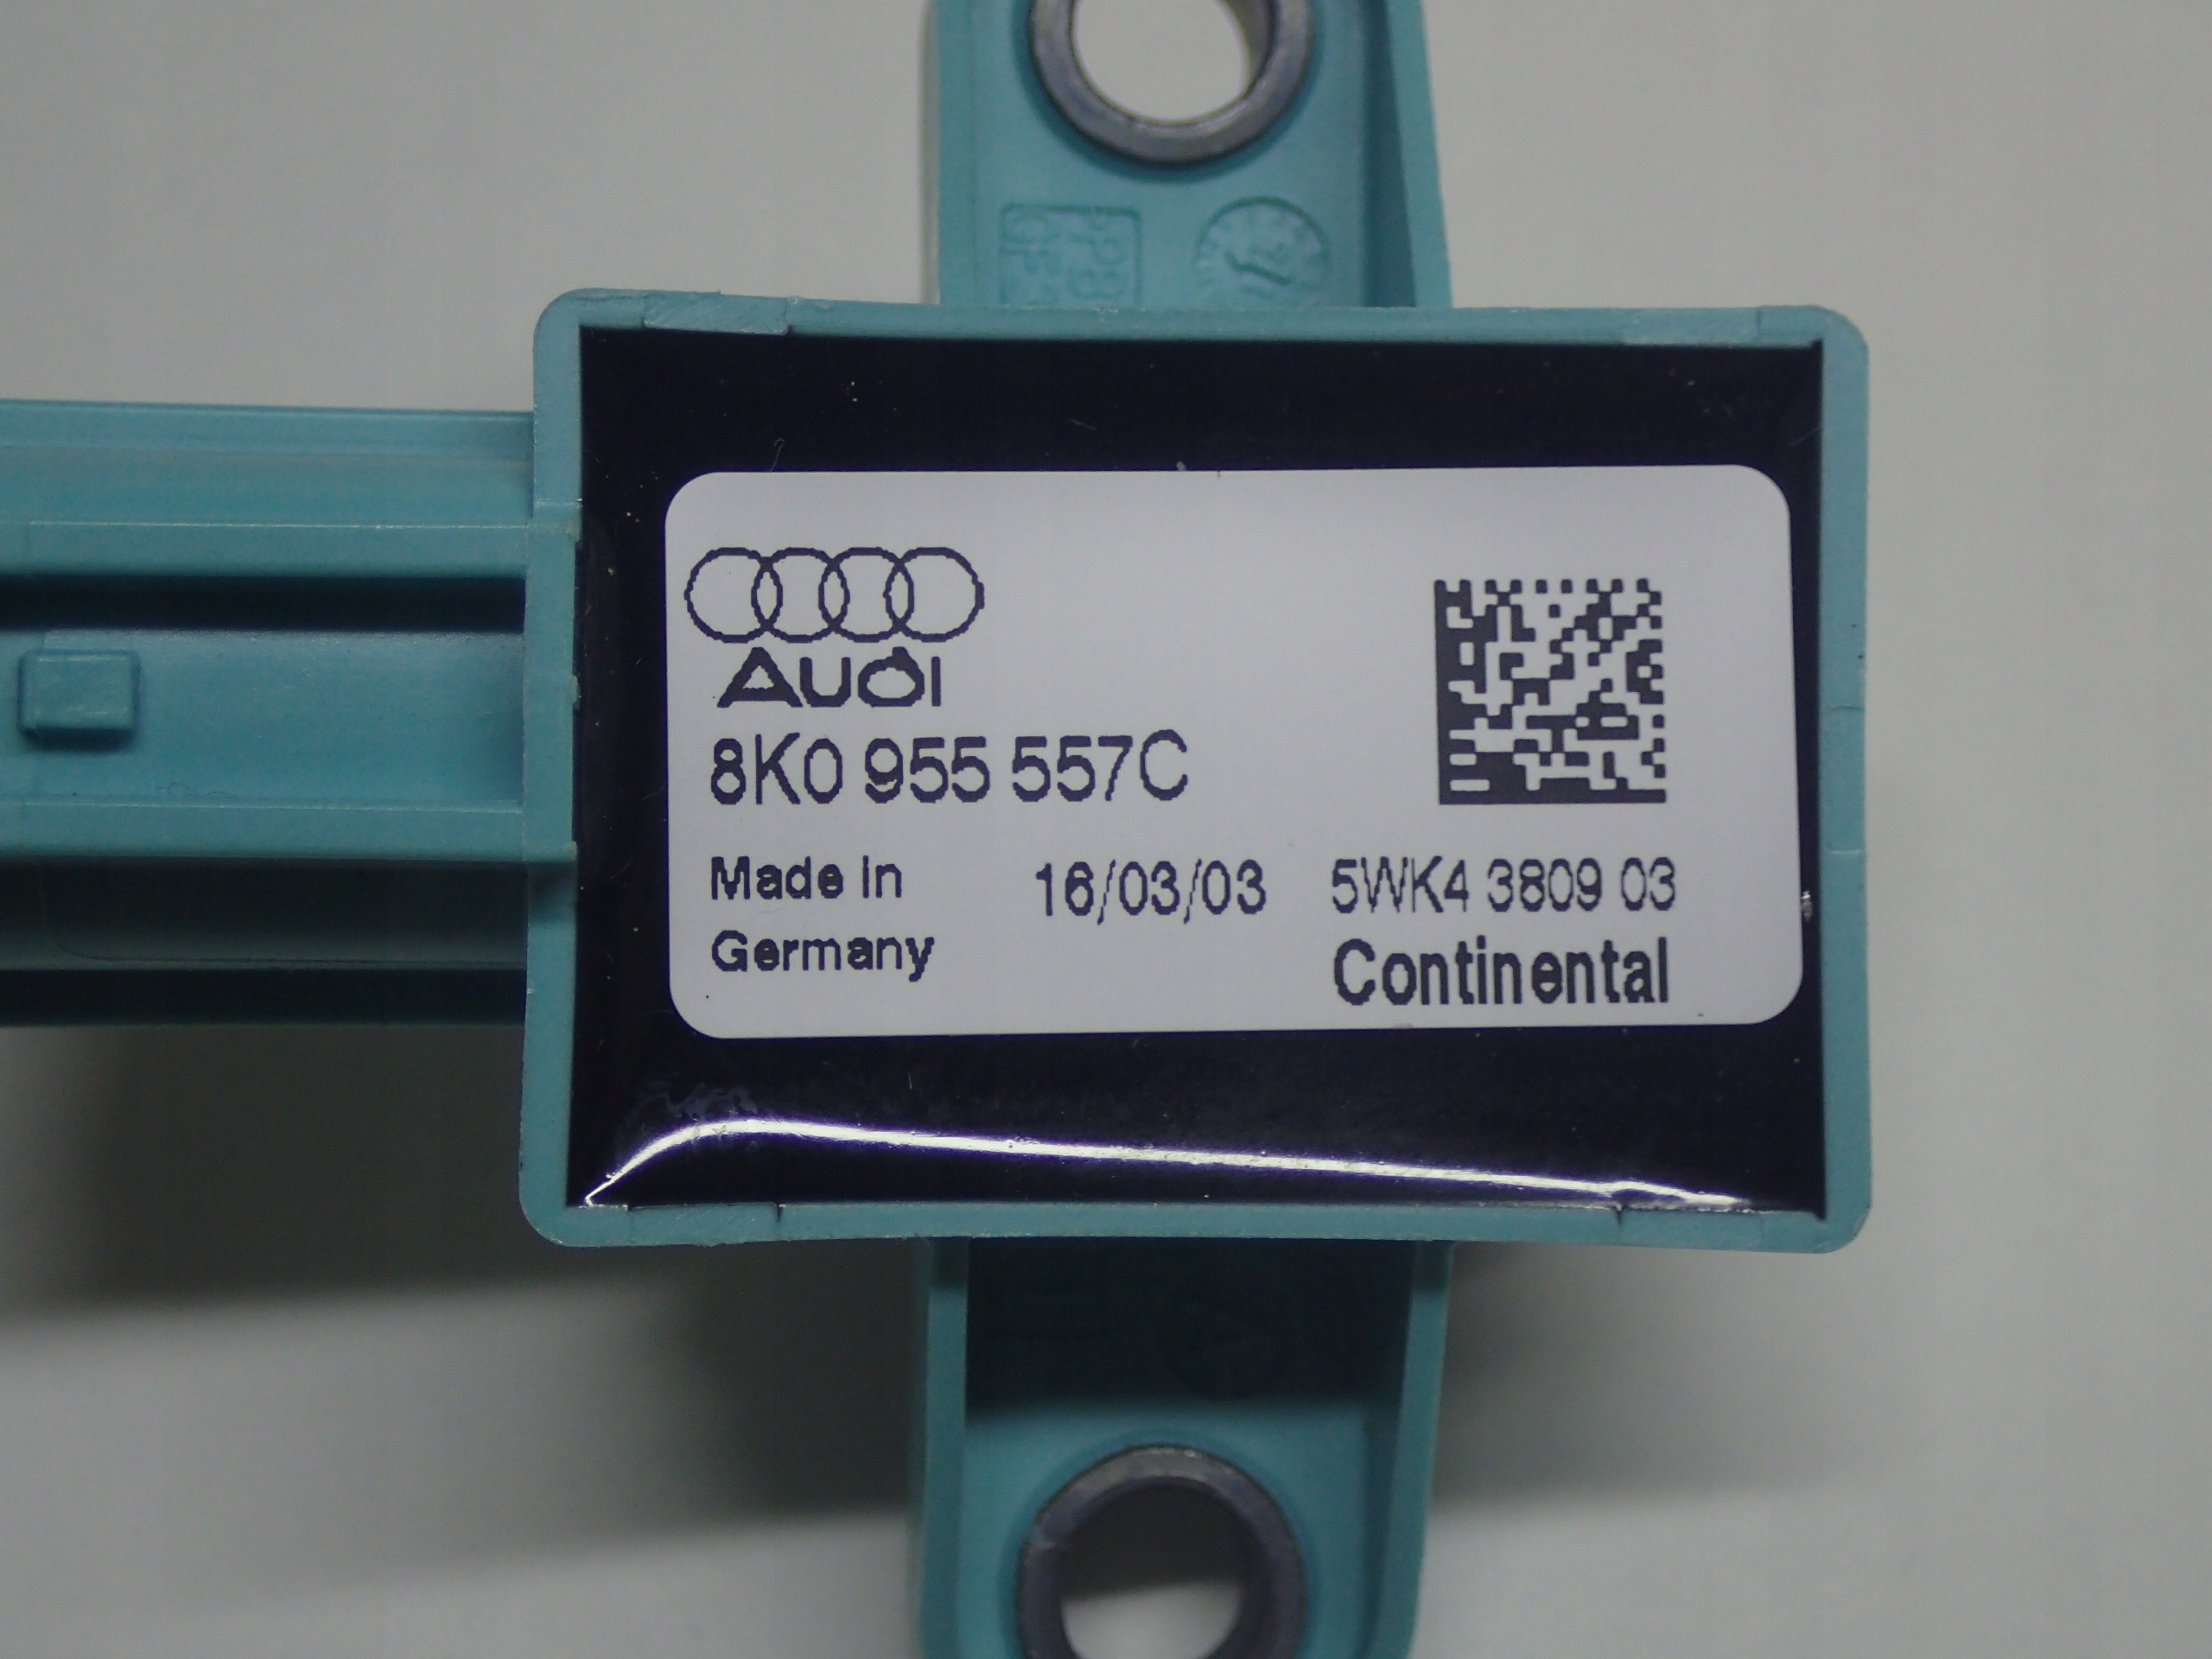 AUDI
8K0 955 557C
Made in
Germany
16/03/03
5WK4 3809 03
Continental